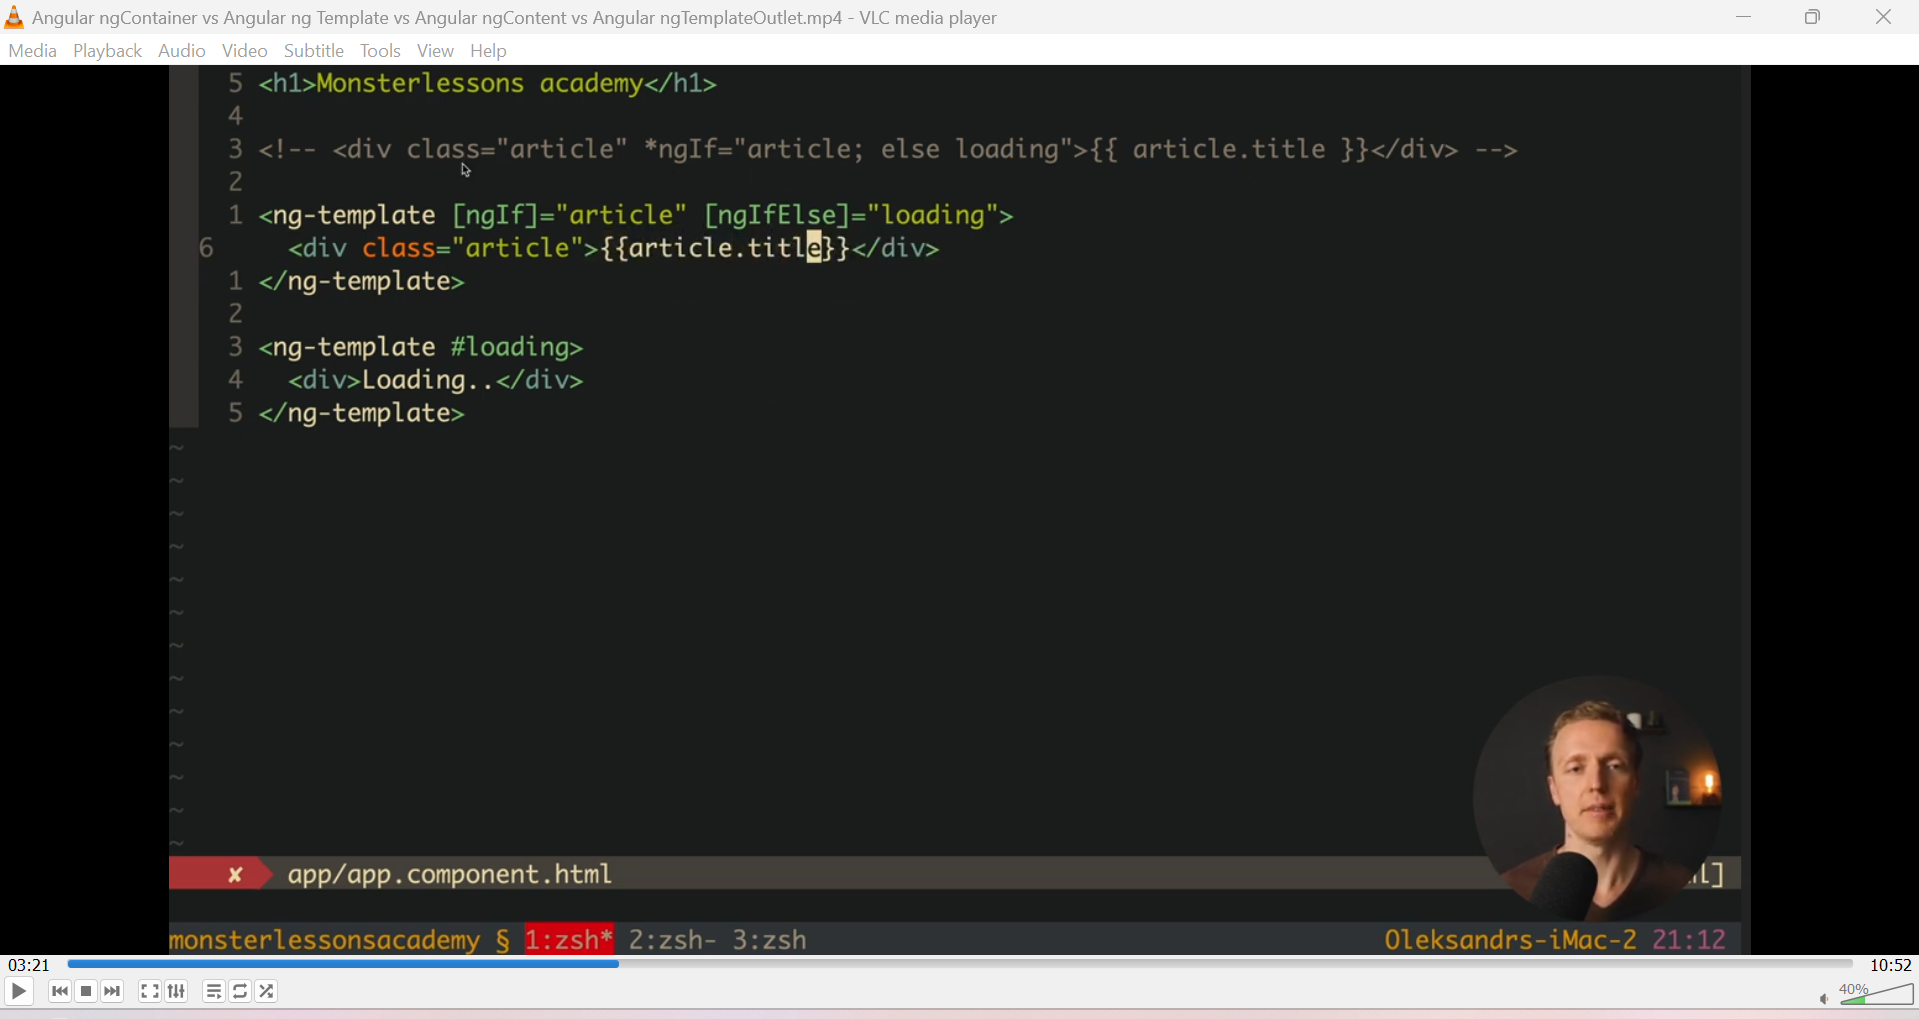 Angular ngContainer vs Angular ng Template vs Angular ngContent vs Angular ngTemplateOutlet.mp4 - VLC media player
Media Playback Audio Video Subtitle Tools View Help
5 <h1>Monsterlessons academy</h1>
4
3 <!-- <div class="article" *ngIf="article; else loading">{{ article.title }}</div> -->
2
1 <ng-template [ngIf]="article" [ngIfElse]="loading">
6 <div class="article">{{article.title}}</div>
1 </ng-template>
2
3 <ng-template #loading>
4 <div>Loading..</div>
5 </ng-template>
~
~
~
~
~
~
~
~
~
~
~
~
~
✘ app/app.component.html l]
monsterlessonsacademy § 1:zsh* 2:zsh- 3:zsh Oleksandrs-iMac-2 21:12
03:21 10:52
40%